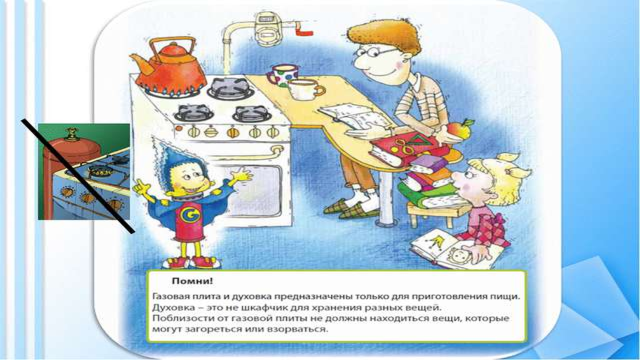 G
Помни!
Газовая плита и духовка предназначены только для приготовления пищи.
Духовка – это не шкафчик для хранения разных вещей.
Поблизости от газовой плиты не должны находиться вещи, которые
могут загореться или взорваться.